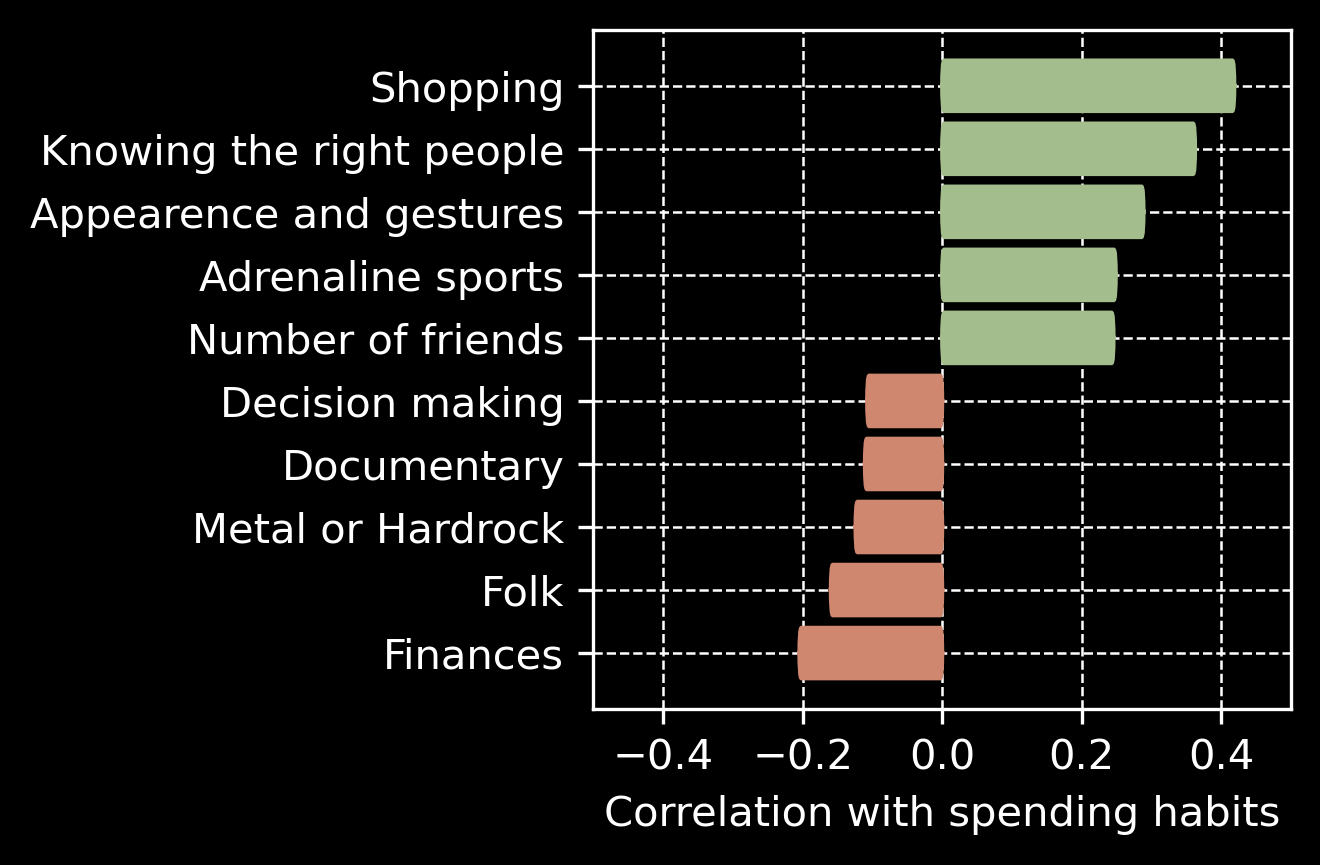 Shopping
Knowing the right people
Appearence and gestures
Adrenaline sports
Number of friends
Decision making
Documentary
Metal or Hardrock
Folk
Finances
−0.4 −0.2 0.0 0.2 0.4
Correlation with spending habits